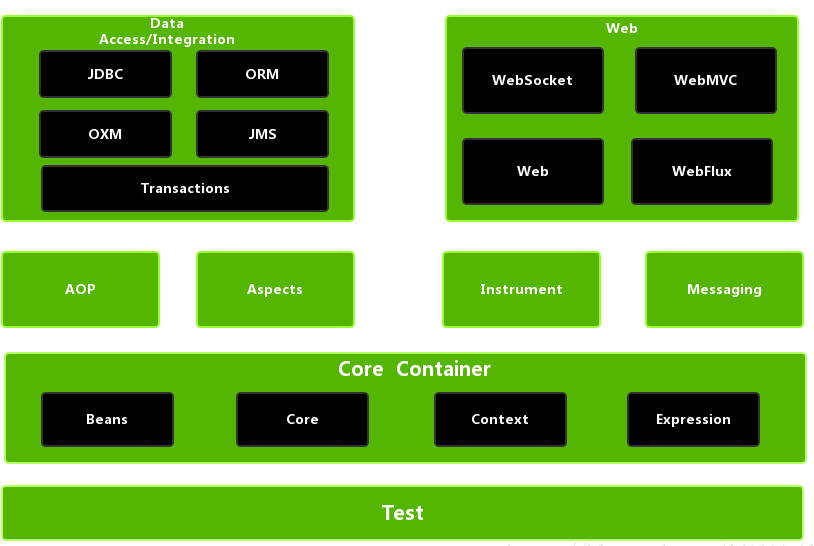 Data
Access/Integration
JDBC
ORM
OXM
JMS
Transactions
Web
WebSocket
WebMVC
Web
WebFlux
AOP
Aspects
Instrument
Messaging
Core Container
Beans
Core
Context
Expression
Test